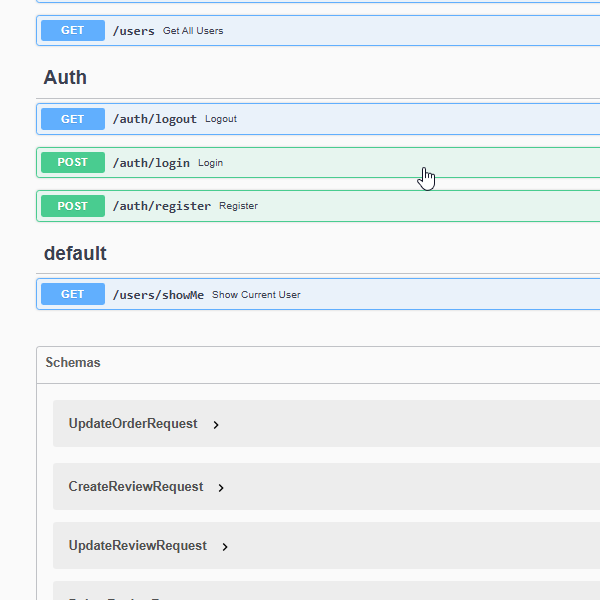 GET /users Get All Users
Auth
GET /auth/logout Logout
POST /auth/login Login
POST /auth/register Register
default
GET /users/showMe Show Current User
Schemas
UpdateOrderRequest
CreateReviewRequest
UpdateReviewRequest